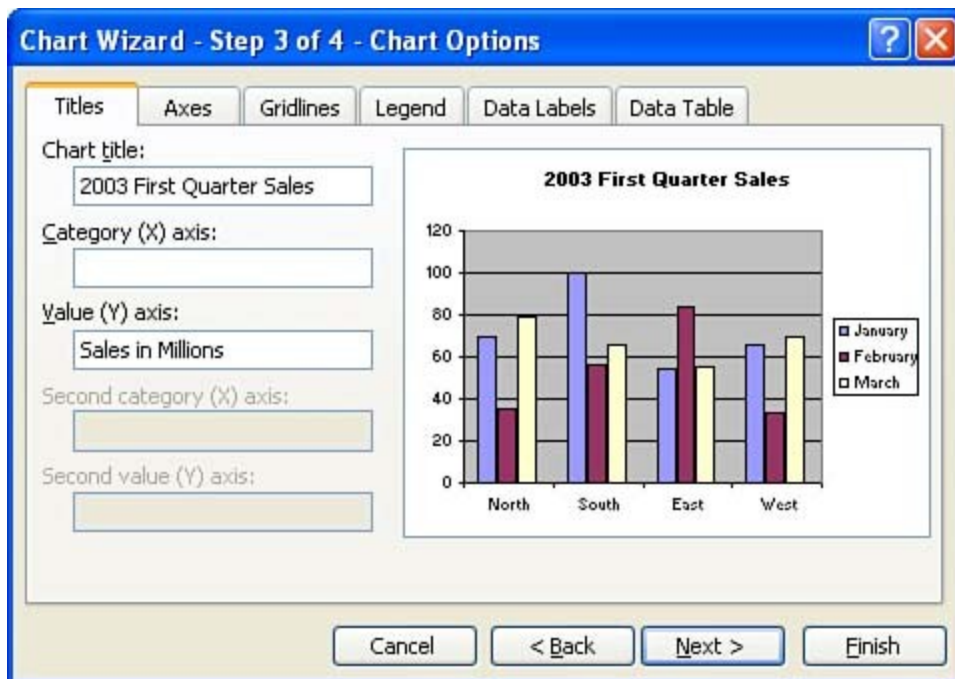 Chart Wizard - Step 3 of 4 - Chart Options
?
Titles Axes Gridlines Legend Data Labels Data Table
Chart title:
2003 First Quarter Sales
Category (X) axis:
Value (Y) axis:
Sales in Millions
Second category (X) axis:
Second value (Y) axis:
2003 First Quarter Sales
120
100
80
60
40
20
0
North South East West
January
February
March
Cancel < Back Next > Finish